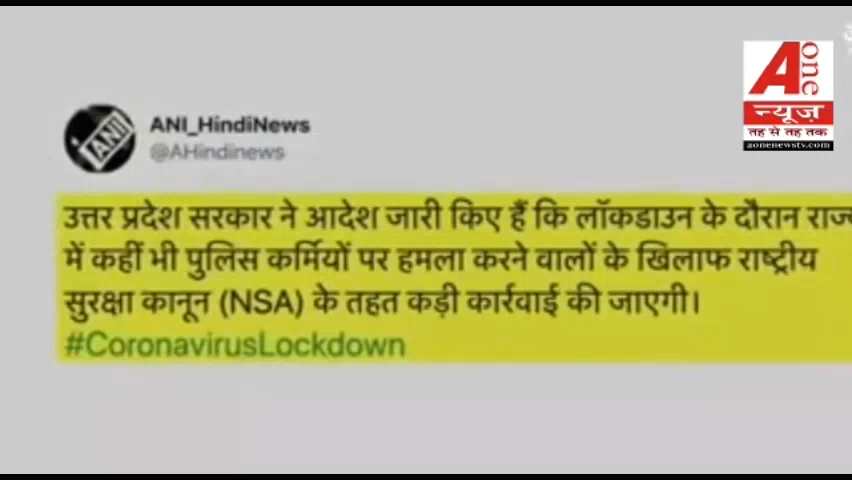 A one
न्यूज़
तह से तह तक
aonenewstv.com
ANI
ANI_HindiNews
@AHindinews
उत्तर प्रदेश सरकार ने आदेश जारी किए हैं कि लॉकडाउन के दौरान राज्य
में कहीं भी पुलिस कर्मियों पर हमला करने वालों के खिलाफ राष्ट्रीय
सुरक्षा कानून (NSA) के तहत कड़ी कार्रवाई की जाएगी।
#CoronavirusLockdown